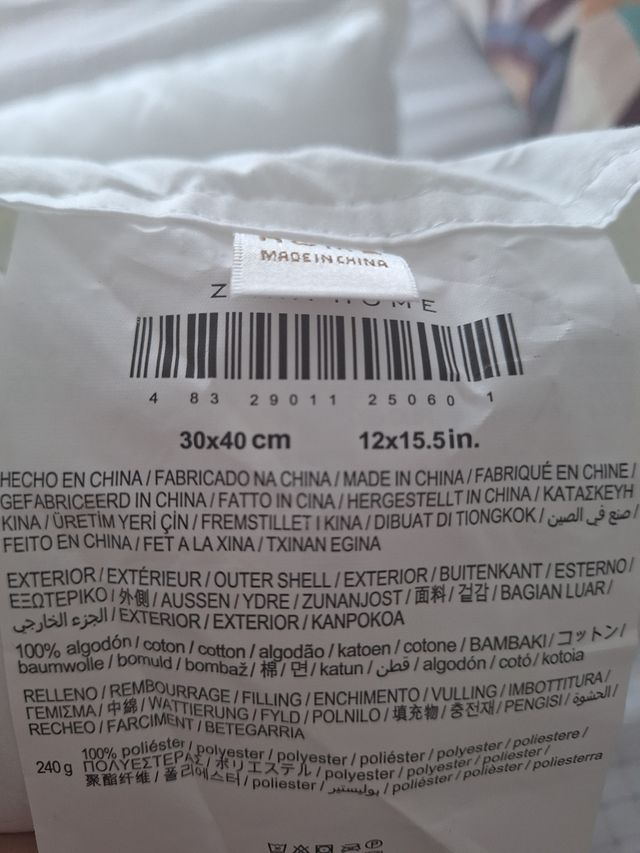 MADE IN CHINA
HOME
4 83 29011 25060 1
30x40 cm 12x15.5in.
HECHO EN CHINA / FABRICADO NA CHINA / MADE IN CHINA / FABRIQUÉ EN CHINE /
GEFABRICEERD IN CHINA / FATTO IN CINA / HERGESTELLT IN CHINA / ΚΑΤΑΣΚΕΥΗ
ΚΙΝΑ / ÜRETİM YERİ ÇİN / FREMSTILLET I KINA / DIBUAT DI TIONGKOK / صنع في الصين /
FEITO EN CHINA / FET A LA XINA / TXINAN EGINA
EXTERIOR / EXTÉRIEUR / OUTER SHELL / EXTERIOR / BUITENKANT / ESTERNO /
ΕΞΩΤΕΡΙΚΟ / 外側 / AUSSEN / YDRE / ZUNANJOST / 面料 / 겉감 / BAGIAN LUAR /
الجزء الخارجي / EXTERIOR / EXTERIOR / KANPOKOA
100% algodón / coton / cotton / algodão / katoen / cotone / BAMBAKI / コットン /
baumwolle / bomuld / bombaž / 棉 / 면 / katun / قطن / algodón / cotó / kotoia
RELLENO / REMBOURRAGE / FILLING / ENCHIMENTO / VULLING / IMBOTTITURA /
ΓΕΜΙΣΜΑ / 中綿 / WATTIERUNG / FYLD / POLNILO / 填充物 / 충전재 / PENGISI / الحشوة /
RECHEO / FARCIMENT / BETEGARRIA
240 g 100% poliéster / polyester / polyester / poliéster / polyester / poliestere /
ΠΟΛΥΕΣΤΕΡΑΣ / ポリエステル / polyester / polyester / poliester /
聚酯纤维 / 폴리에스터 / poliester / بوليستير / poliéster / polièster / poliesterra